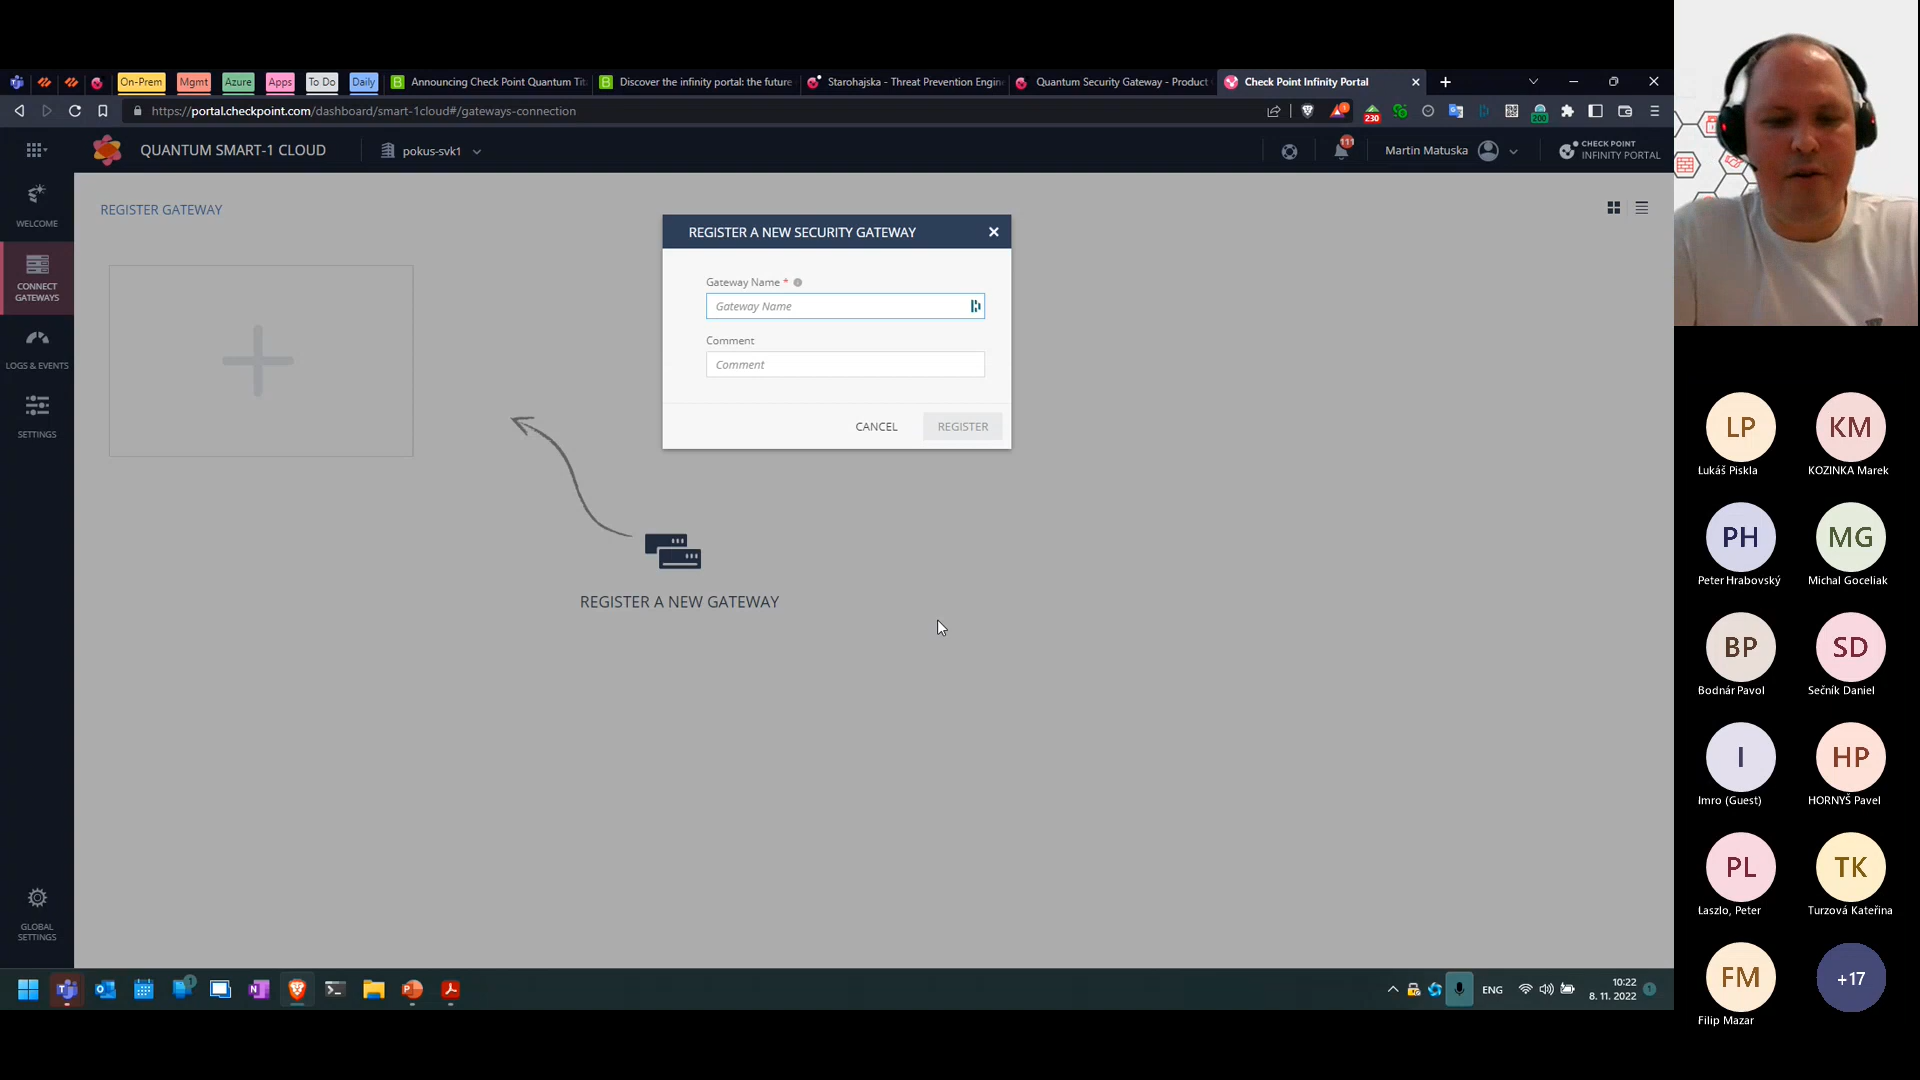 On-Prem
Mgmt
Azure
Apps
To Do
Daily
Announcing Check Point Quantum Tit
Discover the infinity portal: the future
Starohajska - Threat Prevention Engin
Quantum Security Gateway - Product
Check Point Infinity Portal
https://portal.checkpoint.com/dashboard/smart-1cloud#/gateways-connection
230
200
QUANTUM SMART-1 CLOUD
pokus-svk1
111
Martin Matuska
CHECK POINT
INFINITY PORTAL
WELCOME
CONNECT
GATEWAYS
LOGS & EVENTS
SETTINGS
GLOBAL
SETTINGS
REGISTER GATEWAY
REGISTER A NEW SECURITY GATEWAY
Gateway Name *
Gateway Name
Comment
Comment
CANCEL
REGISTER
REGISTER A NEW GATEWAY
ENG
10:22
8. 11. 2022
1
LP
Lukáš Piskla
KM
KOZINKA Marek
PH
Peter Hrabovský
MG
Michal Goceliak
BP
Bodnár Pavol
SD
Sečník Daniel
I
Imro (Guest)
HP
HORNYŠ Pavel
PL
Laszlo, Peter
TK
Turzová Kateřina
FM
Filip Mazar
+17